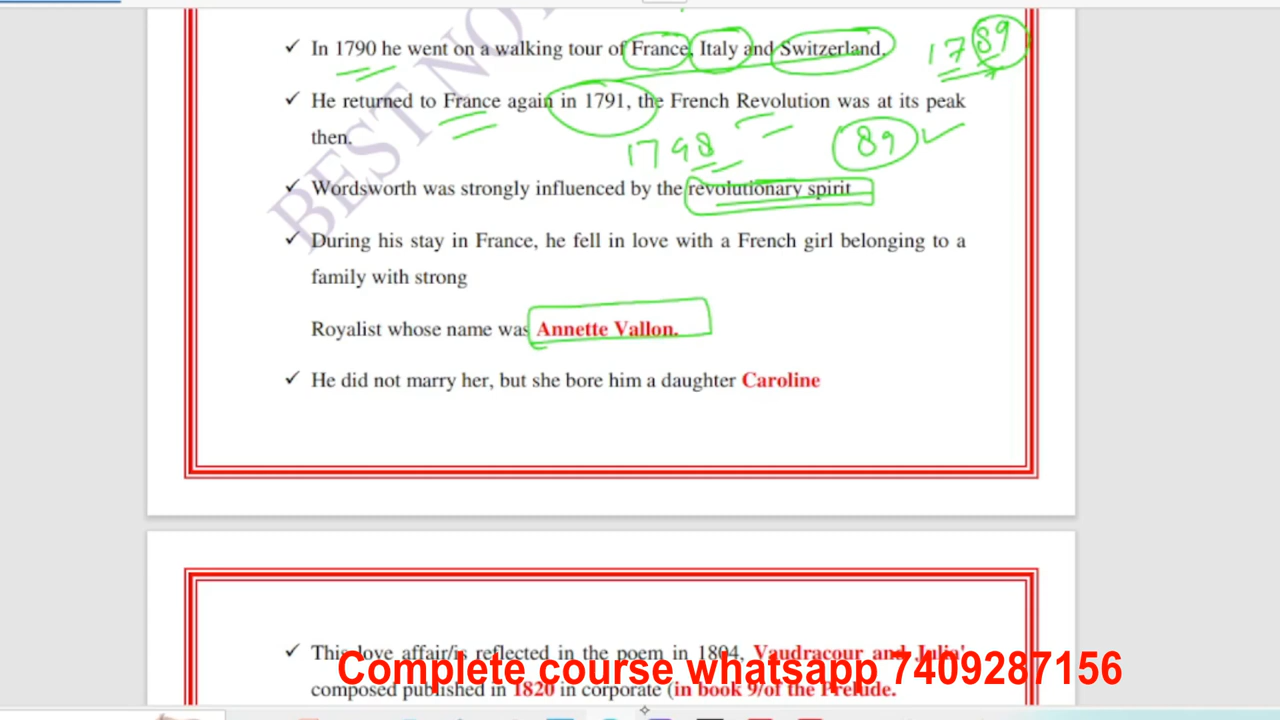 ✓ In 1790 he went on a walking tour of France, Italy and Switzerland.
1789
✓ He returned to France again in 1791, the French Revolution was at its peak
then.
1798
89
✓ Wordsworth was strongly influenced by the revolutionary spirit
✓ During his stay in France, he fell in love with a French girl belonging to a
family with strong
Royalist whose name was Annette Vallon.
✓ He did not marry her, but she bore him a daughter Caroline
✓ This love affair/is reflected in the poem in 1804, Vaudracour and Julia'
Complete course whatsapp 7409287156
composed published in 1820 in corporate (in book 9/of the Prelude.
BEST NO